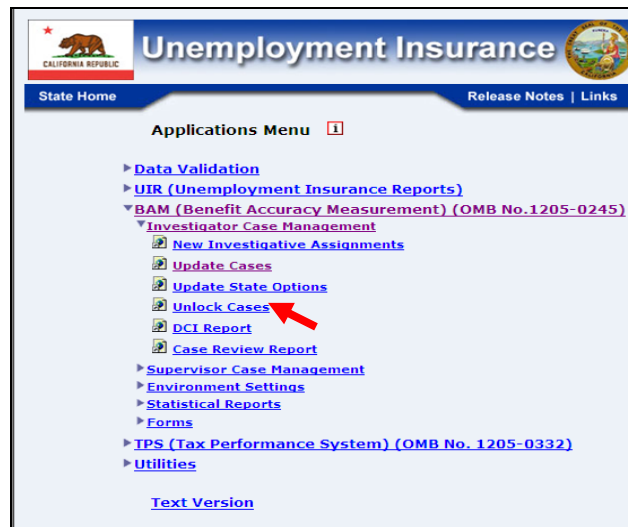 CALIFORNIA REPUBLIC
Unemployment Insurance
State Home
Release Notes | Links
Applications Menu
Data Validation
UIR (Unemployment Insurance Reports)
BAM (Benefit Accuracy Measurement) (OMB No.1205-0245)
Investigator Case Management
New Investigative Assignments
Update Cases
Update State Options
Unlock Cases
DCI Report
Case Review Report
Supervisor Case Management
Environment Settings
Statistical Reports
Forms
TPS (Tax Performance System) (OMB No. 1205-0332)
Utilities
Text Version